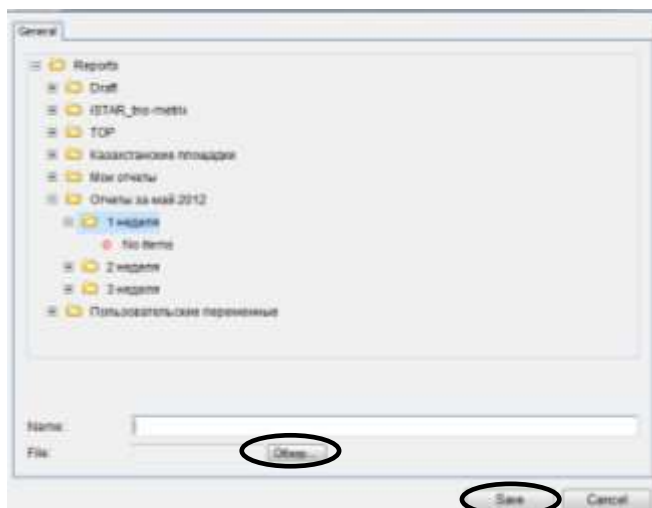 General
Reports
Draft
iSTAR_trio-metrix
TOP
Казахстанские площадки
Мои отчеты
Отчеты за май 2012
1 неделя
No items
2 неделя
3 неделя
Пользовательские переменные
Name:
File:
Обзор...
Save
Cancel